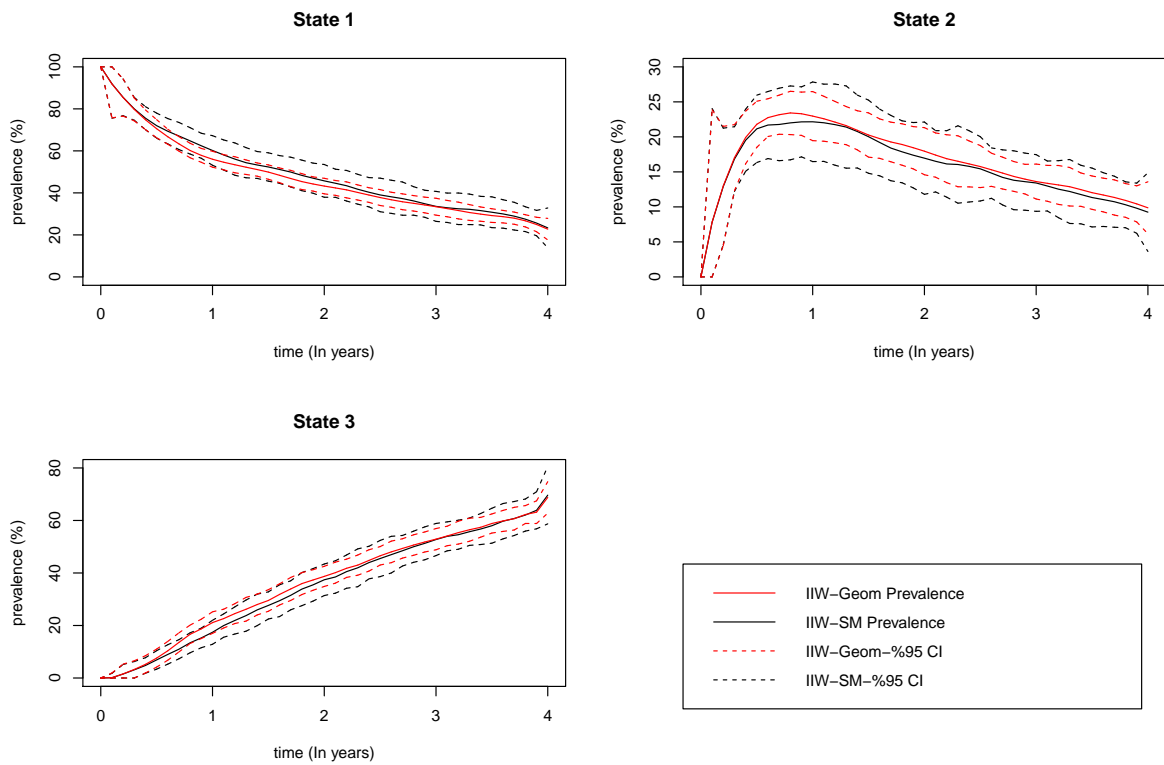 State 1
prevalence (%)
100
80
60
40
20
0
0 1 2 3 4
time (In years)
State 2
prevalence (%)
30
25
20
15
10
5
0
0 1 2 3 4
time (In years)
State 3
prevalence (%)
80
60
40
20
0
0 1 2 3 4
time (In years)
IIW−Geom Prevalence
IIW−SM Prevalence
IIW−Geom−%95 CI
IIW−SM−%95 CI